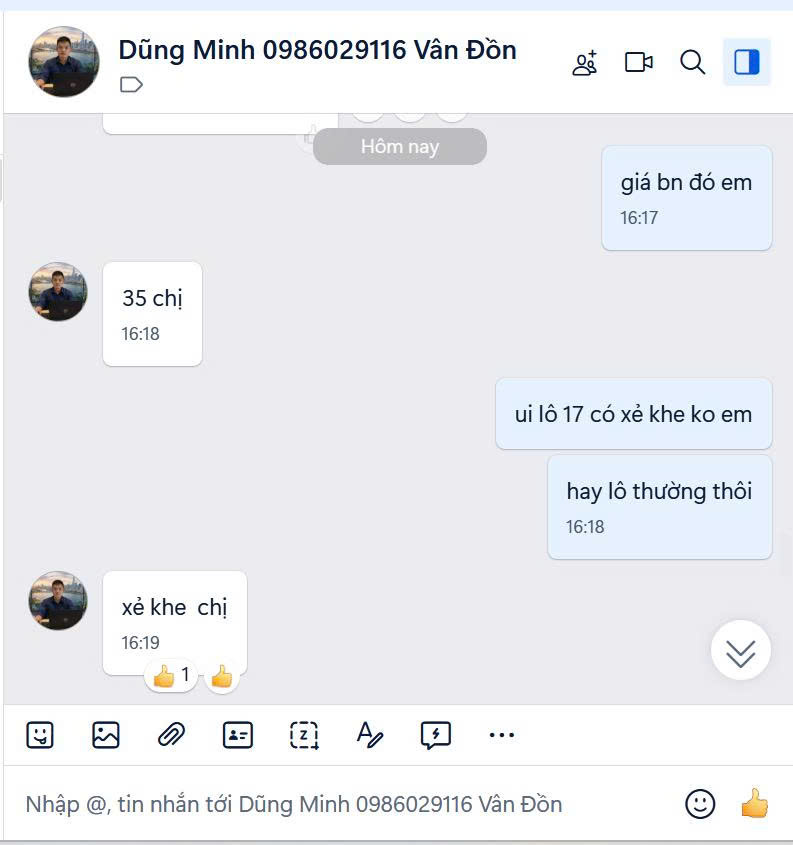 Dũng Minh 0986029116 Vân Đồn
Hôm nay
giá bn đó em
16:17
35 chị
16:18
ui lô 17 có xẻ khe ko em
hay lô thường thôi
16:18
xẻ khe  chị
16:19
👍 1 👍
Nhập @, tin nhắn tới Dũng Minh 0986029116 Vân Đồn